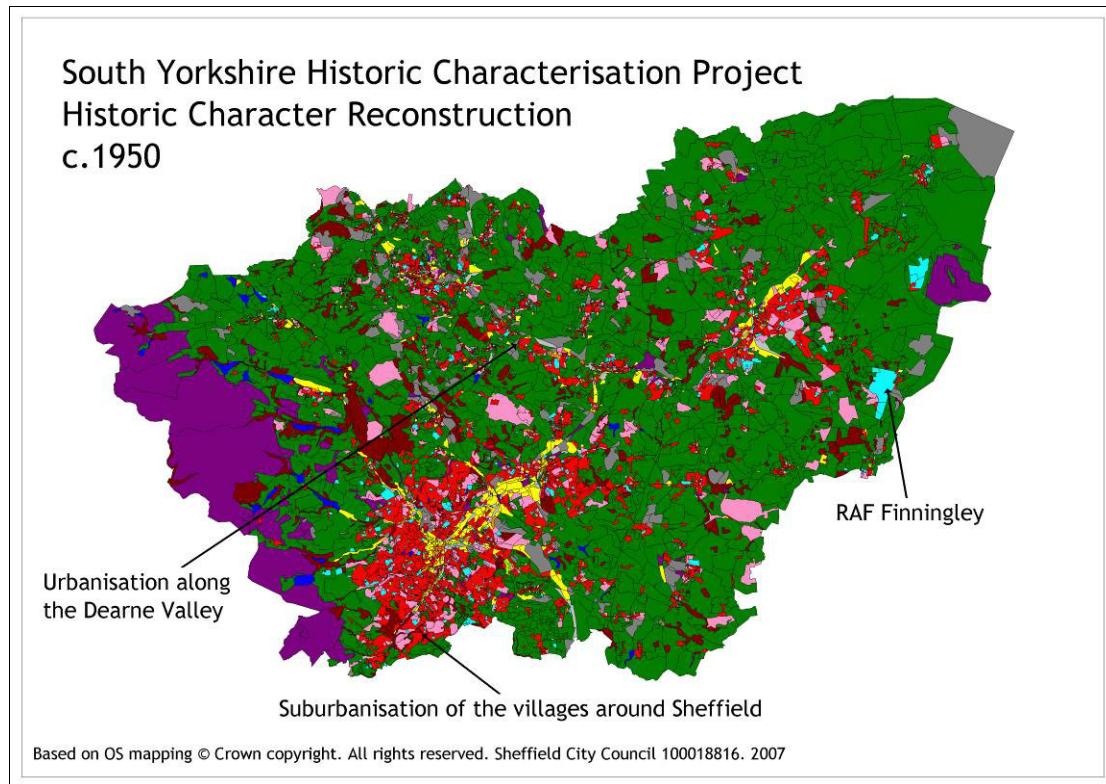 South Yorkshire Historic Characterisation Project
Historic Character Reconstruction
c.1950
RAF Finningley
Urbanisation along
the Dearne Valley
Suburbanisation of the villages around Sheffield
Based on OS mapping © Crown copyright. All rights reserved. Sheffield City Council 100018816. 2007